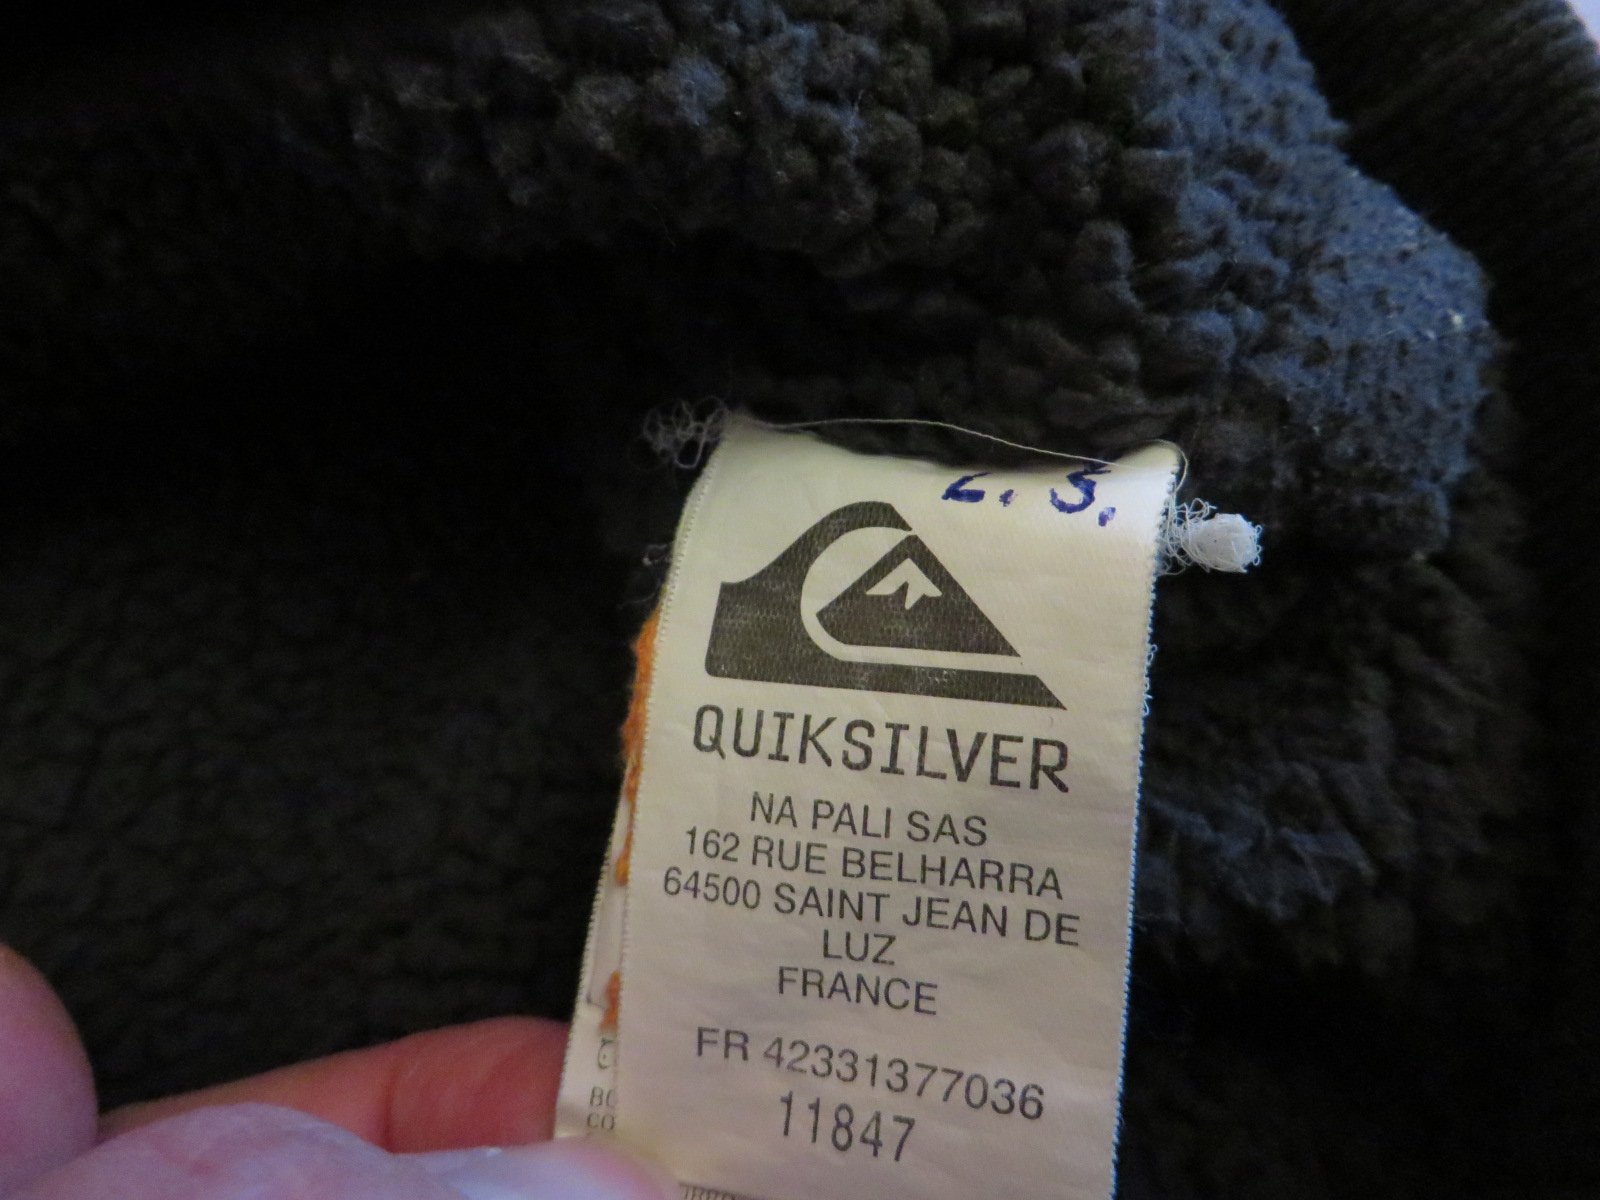 L. S.
QUIKSILVER
NA PALI SAS
162 RUE BELHARRA
64500 SAINT JEAN DE
LUZ
FRANCE
FR 42331377036
11847